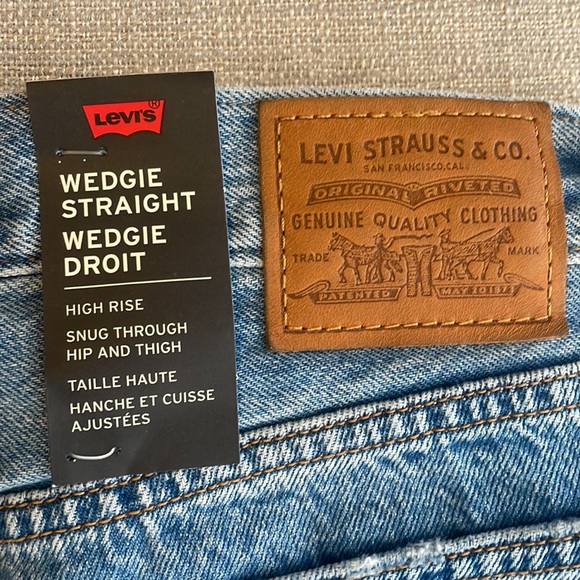 Levi's®
WEDGIE
STRAIGHT
WEDGIE
DROIT
HIGH RISE
SNUG THROUGH
HIP AND THIGH
TAILLE HAUTE
HANCHE ET CUISSE
AJUSTÉES
LEVI STRAUSS & CO.
SAN FRANCISCO, CAL.
ORIGINAL RIVETED
GENUINE QUALITY CLOTHING
TRADE MARK
PATENTED MAY 20 1873